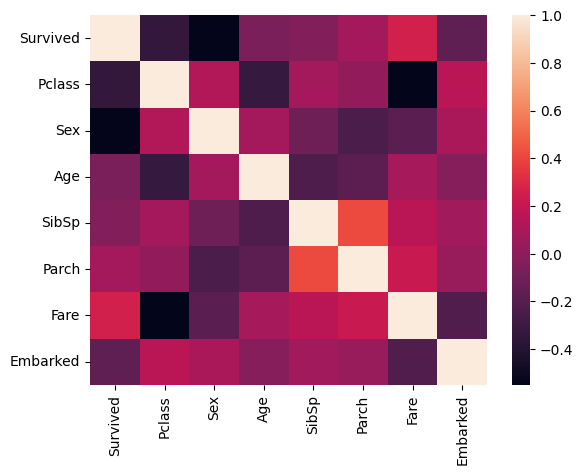 Survived
Pclass
Sex
Age
SibSp
Parch
Fare
Embarked
Survived
Pclass
Sex
Age
SibSp
Parch
Fare
Embarked
1.0
0.8
0.6
0.4
0.2
0.0
−0.2
−0.4